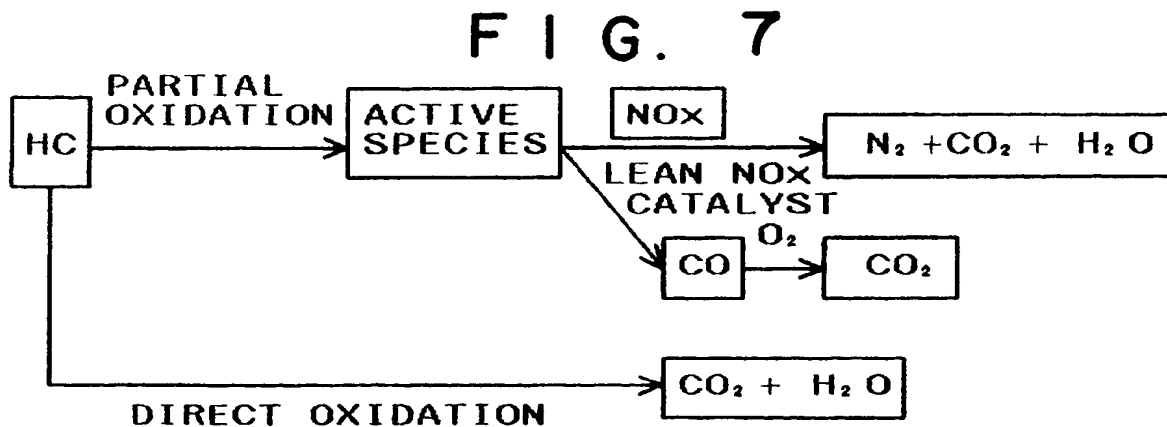 FIG. 7
PARTIAL
OXIDATION
HC
ACTIVE
SPECIES
NOx
N₂ +CO₂ + H₂O
LEAN NOx
CATALYST
O₂
CO
CO₂
CO₂ + H₂O
DIRECT OXIDATION